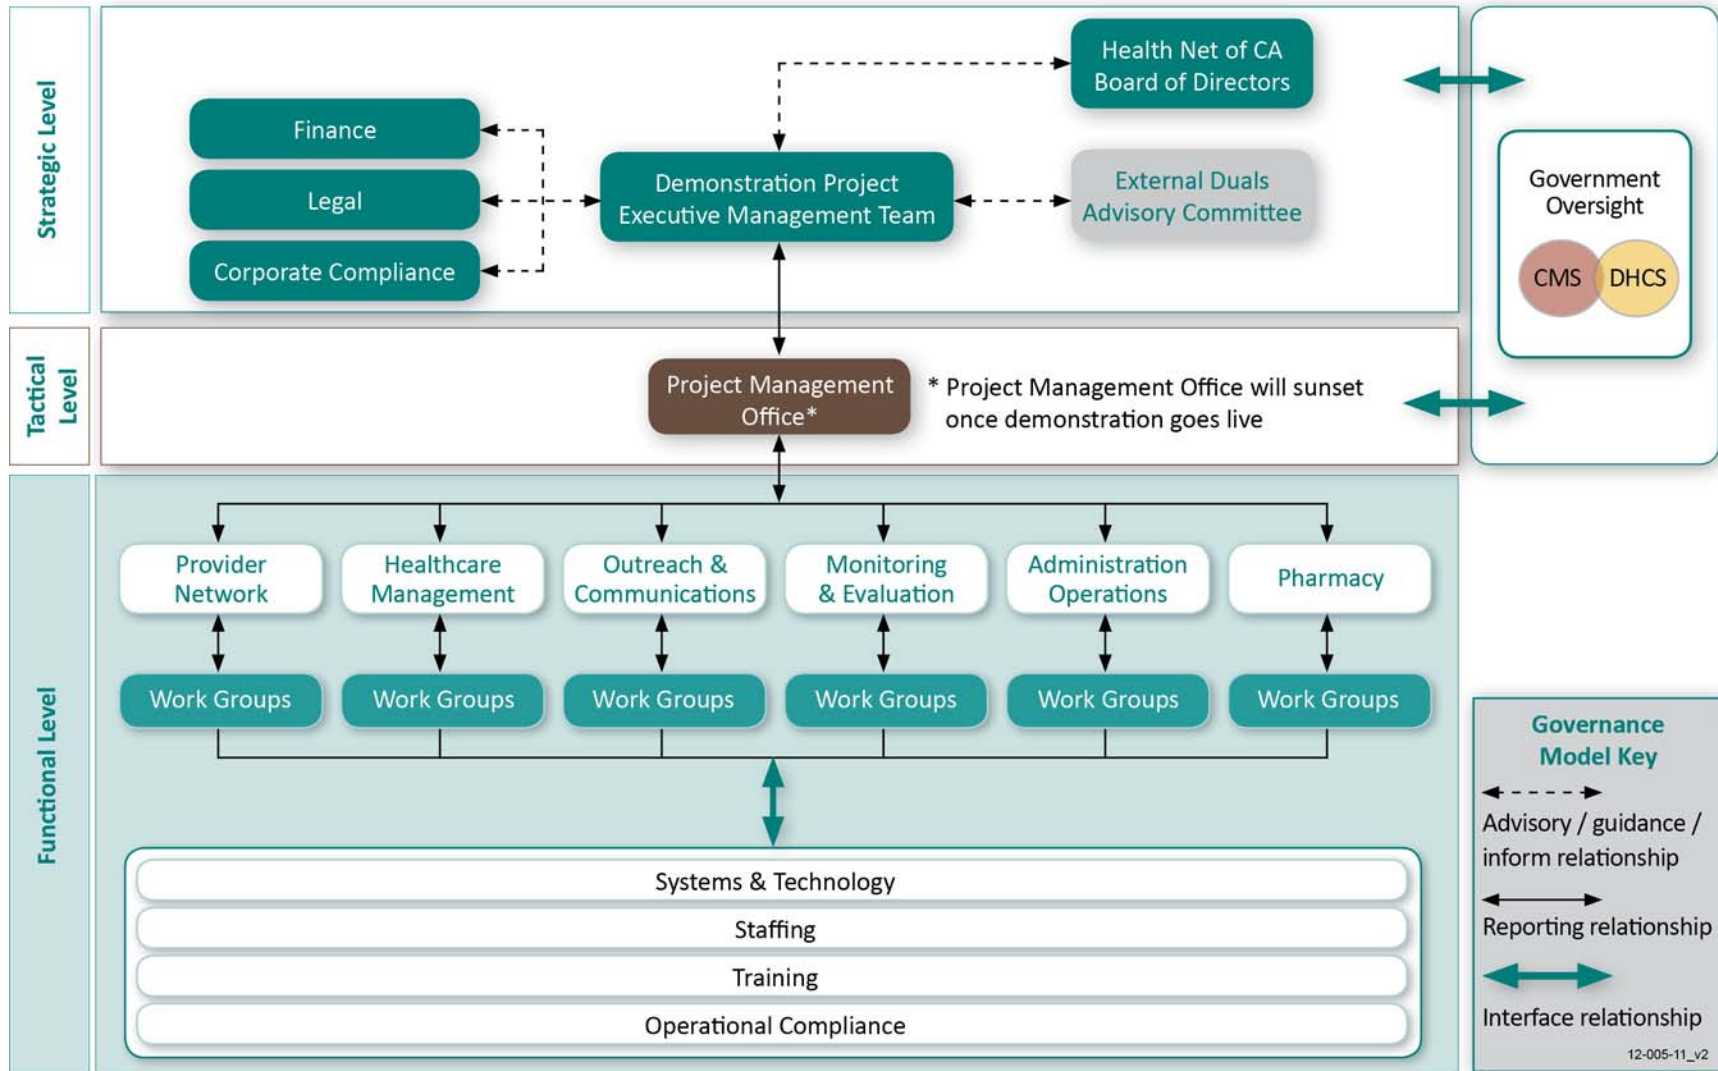 Strategic Level
Health Net of CA
Board of Directors
Finance
Legal
Corporate Compliance
Demonstration Project
Executive Management Team
External Duals
Advisory Committee
Government
Oversight
CMS
DHCS
Tactical
Level
Project Management
Office*
* Project Management Office will sunset
once demonstration goes live
Functional Level
Provider
Network
Healthcare
Management
Outreach &
Communications
Monitoring
& Evaluation
Administration
Operations
Pharmacy
Work Groups
Work Groups
Work Groups
Work Groups
Work Groups
Work Groups
Systems & Technology
Staffing
Training
Operational Compliance
Governance
Model Key
Advisory / guidance /
inform relationship
Reporting relationship
Interface relationship
12-005-11_v2